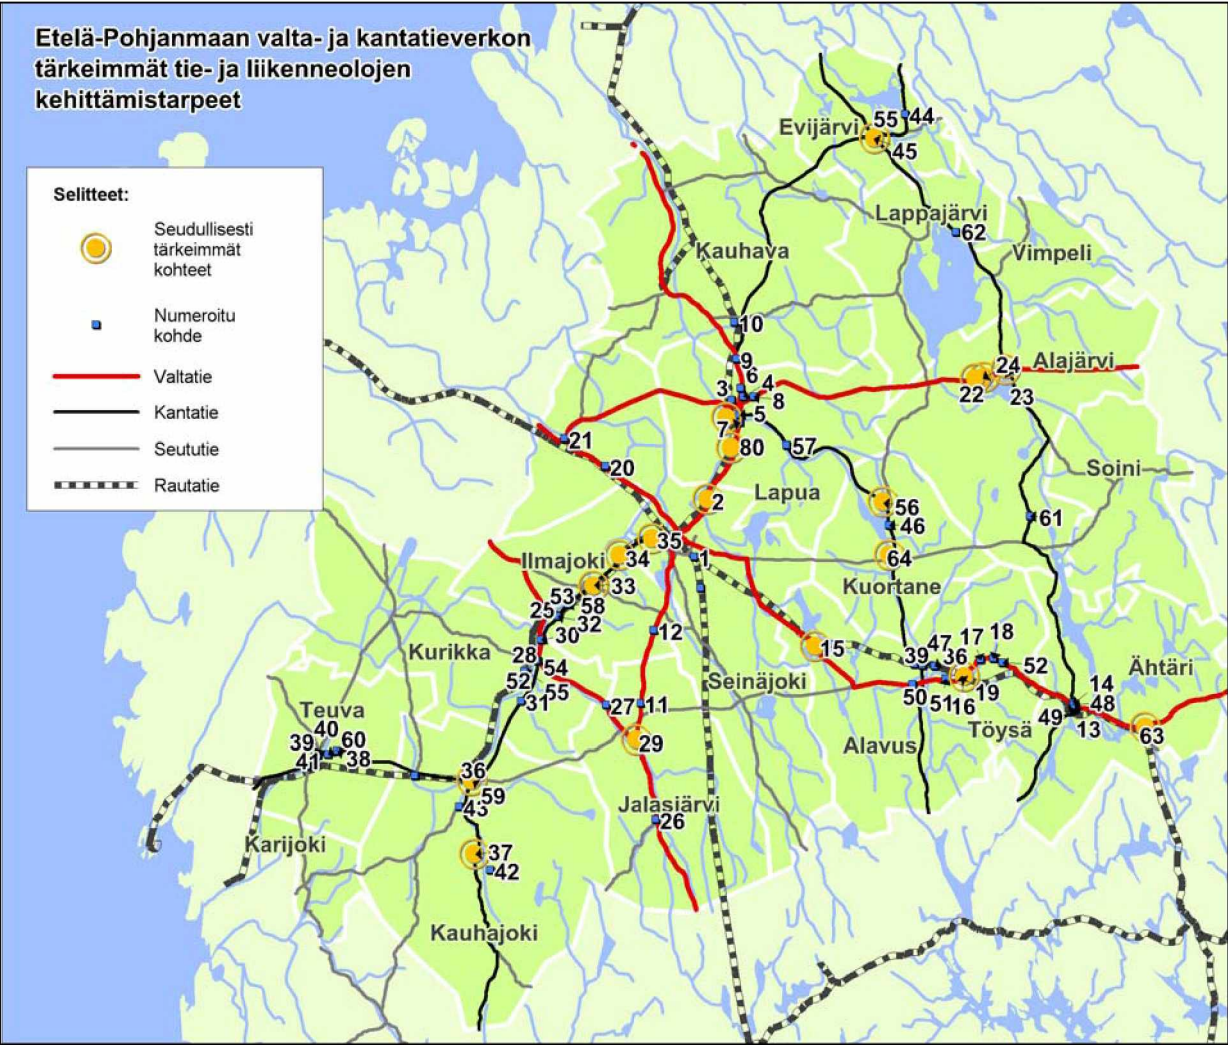 Etelä-Pohjanmaan valta- ja kantatieverkon
tärkeimmät tie- ja liikenneolojen
kehittämistarpeet
Selitteet:
Seudullisesti
tärkeimmät
kohteet
Numeroitu
kohde
Valtatie
Kantatie
Seututie
Rautatie
55
44
Evijärvi
45
Lappajärvi
62
Vimpeli
Kauhava
10
9
6
3
4
8
5
7
80
24
Alajärvi
22
23
57
21
20
Lapua
2
56
46
Soini
61
35
1
34
Ilmajoki
33
64
Kuortane
53
58
25
32
30
12
Kurikka
28
54
52
55
31
27
11
Seinäjoki
15
39
47
36
17
18
52
50
51
16
19
Ähtäri
14
48
49
13
Töysä
Alavus
63
Teuva
40
39
60
41
38
29
36
59
43
Jalasjärvi
26
Karijoki
37
42
Kauhajoki